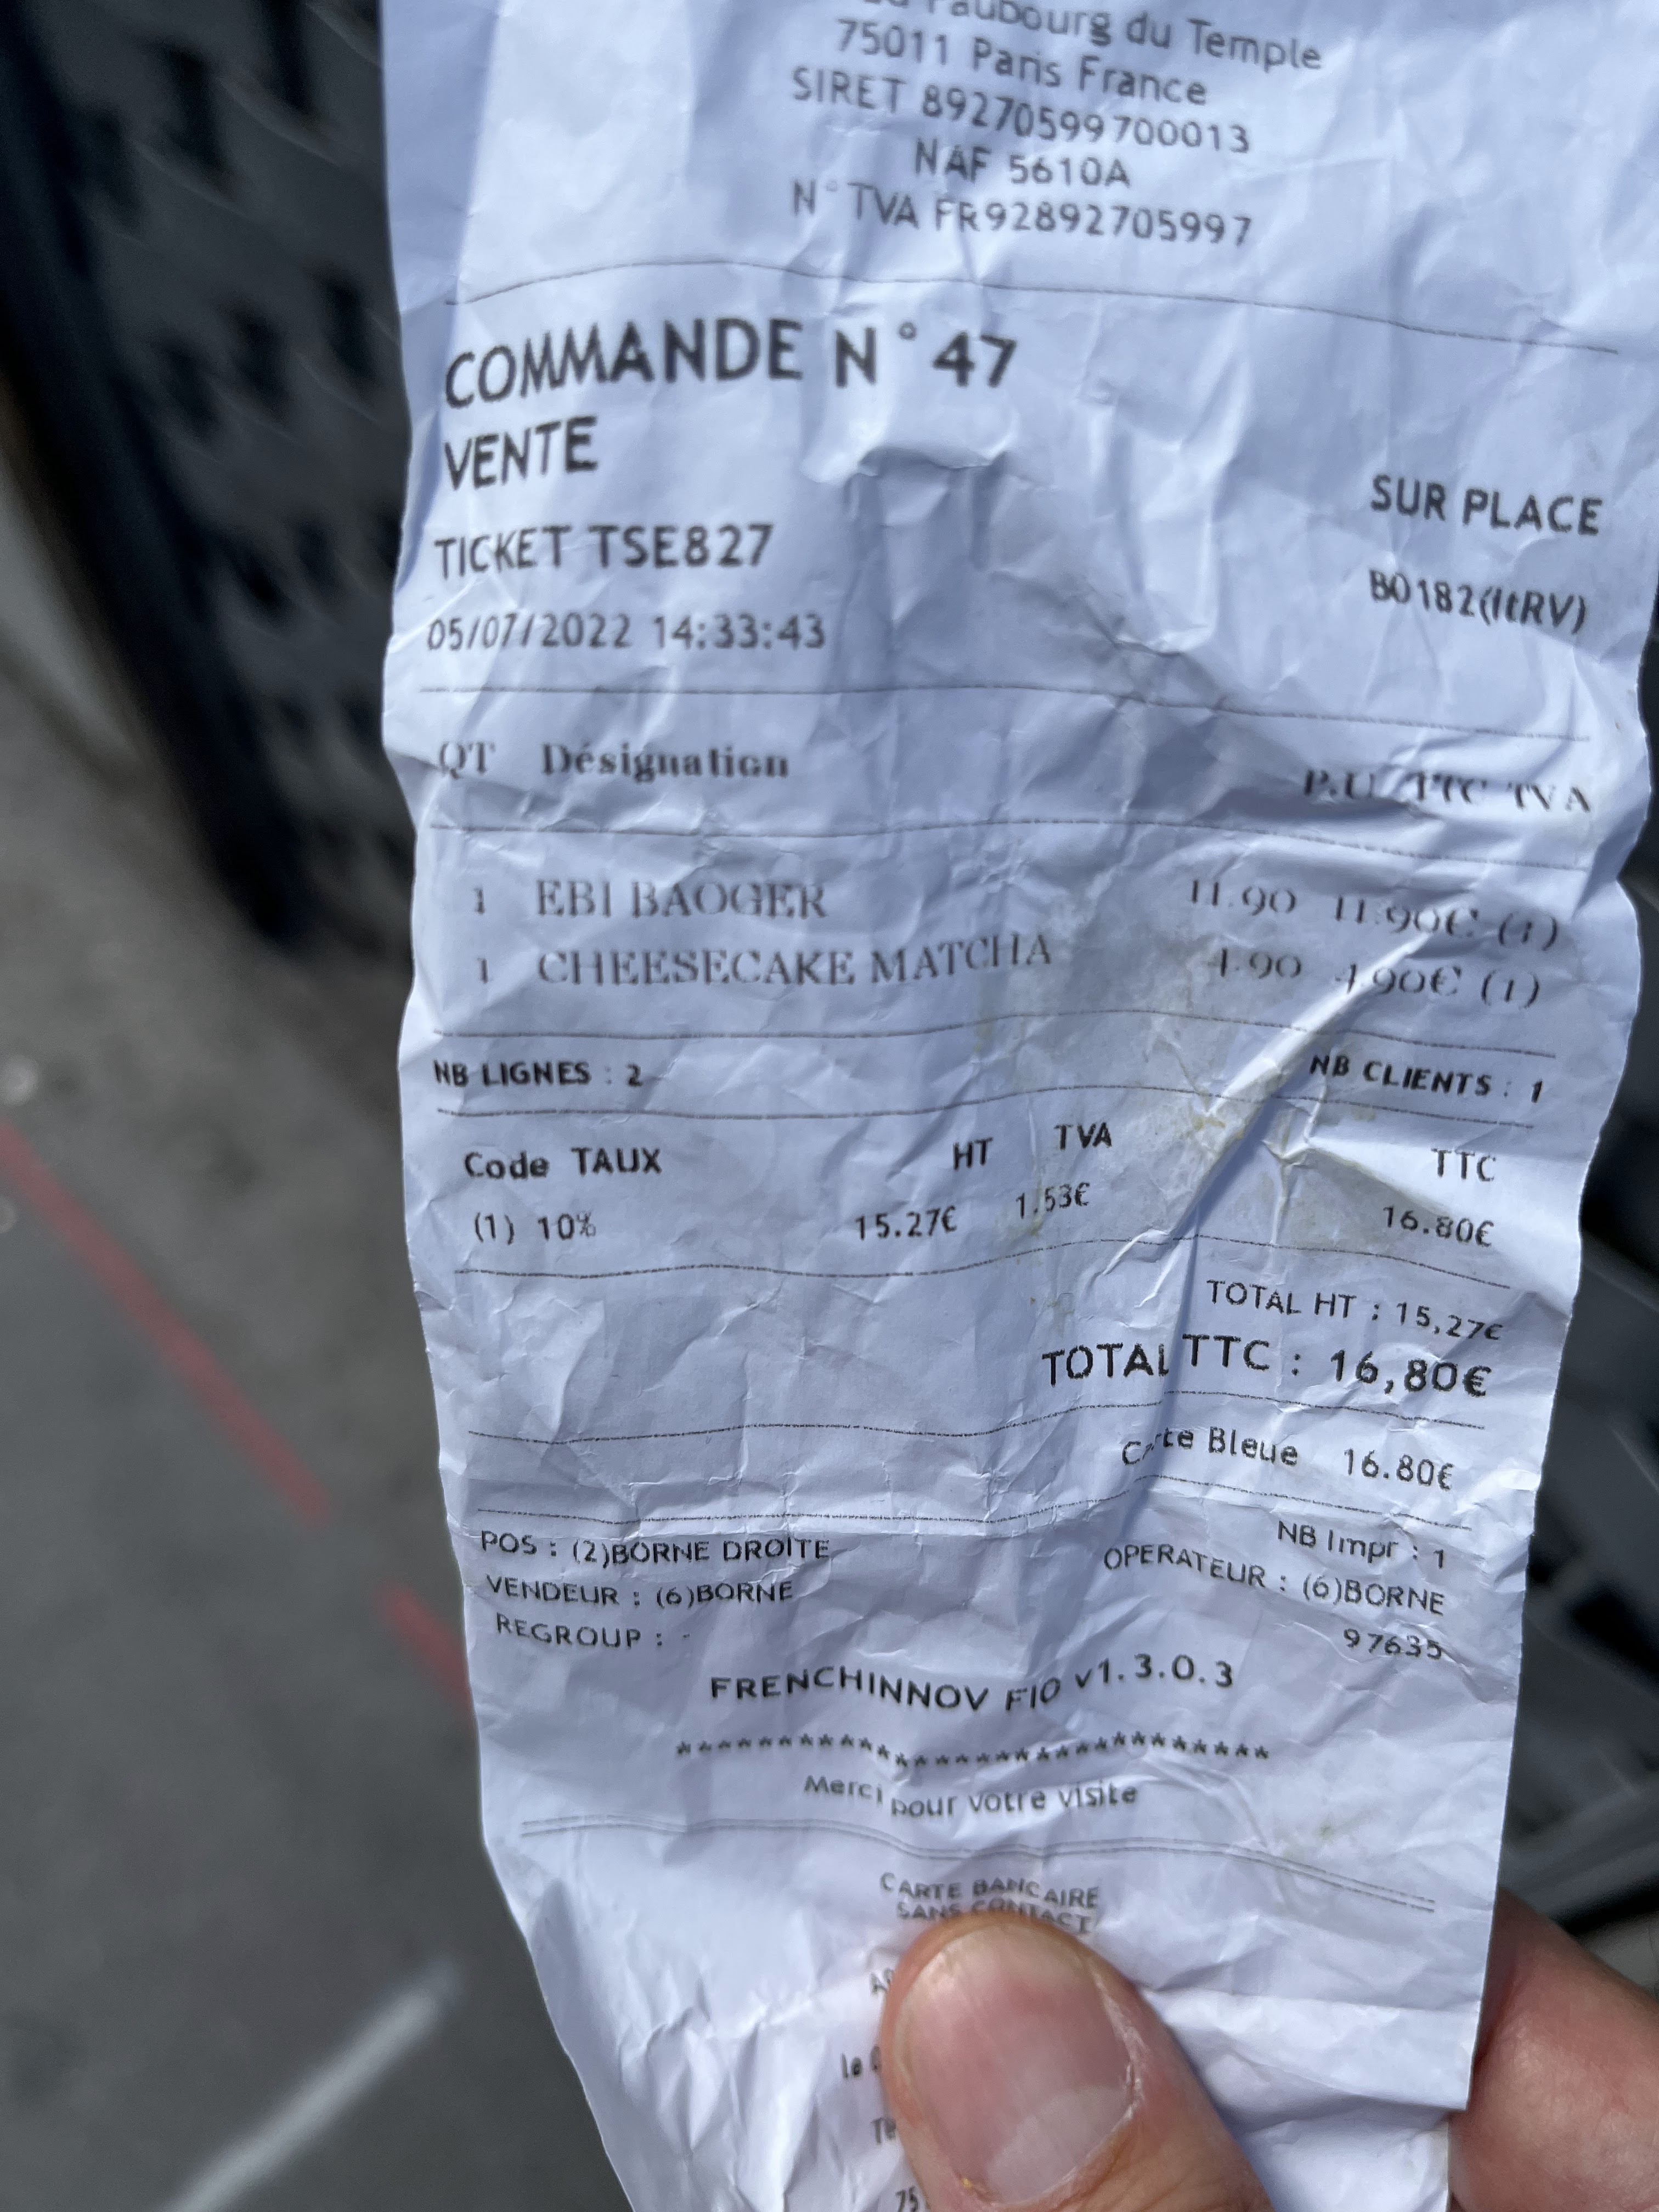 Faubourg du Temple
75011 Paris France
SIRET 89270599700013
NAF 5610A
N° TVA FR92892705997
COMMANDE N°47
VENTE
SUR PLACE
TICKET TSE827
B0182(ItRV)
05/07/2022 14:33:43
QT Désignation P.U. TTC TVA
1 EBI BAOGER 11.90 11.90€ (1)
1 CHEESECAKE MATCHA 4.90 4.90€ (1)
NB LIGNES : 2 NB CLIENTS : 1
Code TAUX HT TVA TTC
(1) 10% 15.27€ 1.53€ 16.80€
TOTAL HT : 15,27€
TOTAL TTC : 16,80€
Carte Bleue 16.80€
NB Impr : 1
POS : (2)BORNE DROITE
OPERATEUR : (6)BORNE
VENDEUR : (6)BORNE
97635
REGROUP : -
FRENCHINNOV FIO v1.3.0.3
*****************************
Merci pour votre visite
CARTE BANCAIRE
SANS CONTACT
75